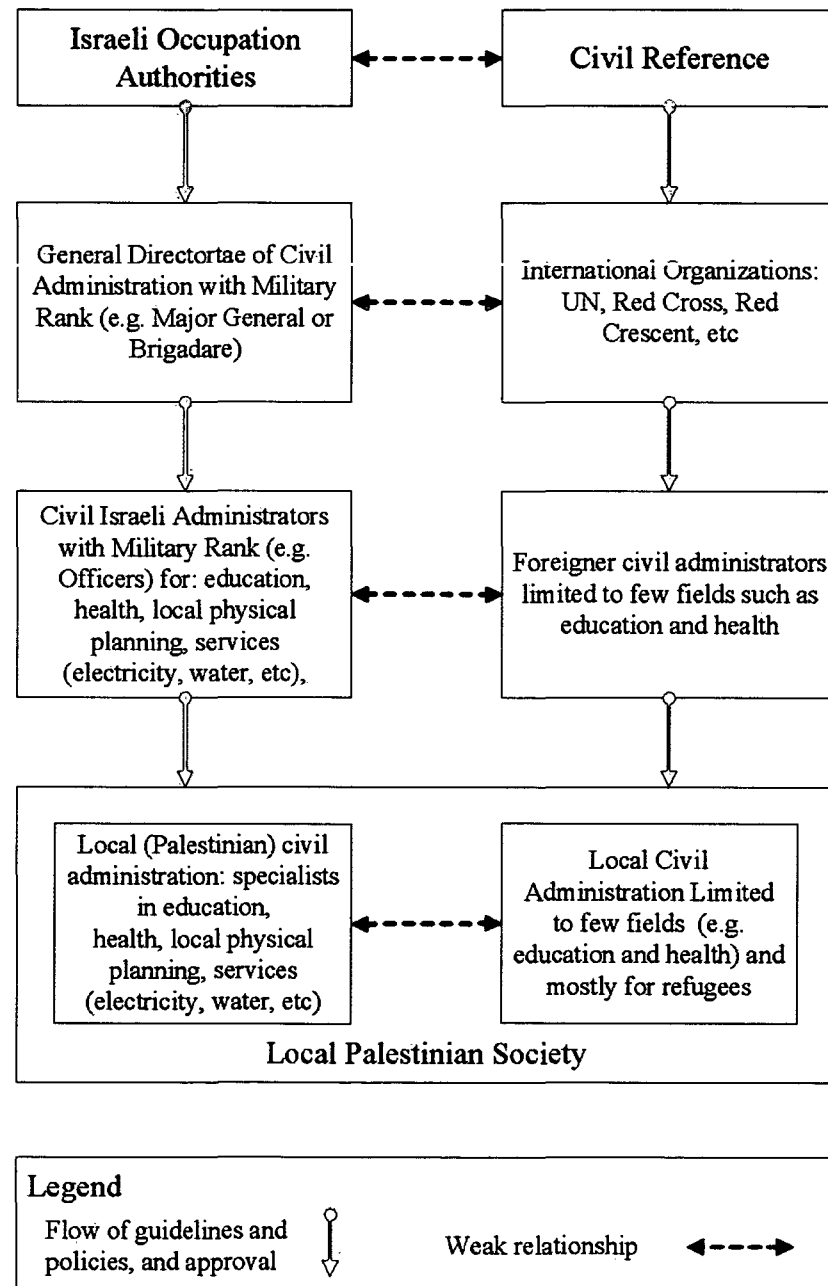 Israeli Occupation
Authorities
Civil Reference
General Directortae of Civil
Administration with Military
Rank (e.g. Major General or
Brigadare)
International Organizations:
UN, Red Cross, Red
Crescent, etc
Civil Israeli Administrators
with Military Rank (e.g.
Officers) for: education,
health, local physical
planning, services
(electricity, water, etc),
Foreigner civil administrators
limited to few fields such as
education and health
Local (Palestinian) civil
administration: specialists
in education,
health, local physical
planning, services
(electricity, water, etc)
Local Civil
Administration Limited
to few fields (e.g.
education and health) and
mostly for refugees
Local Palestinian Society
Legend
Flow of guidelines and
policies, and approval
Weak relationship